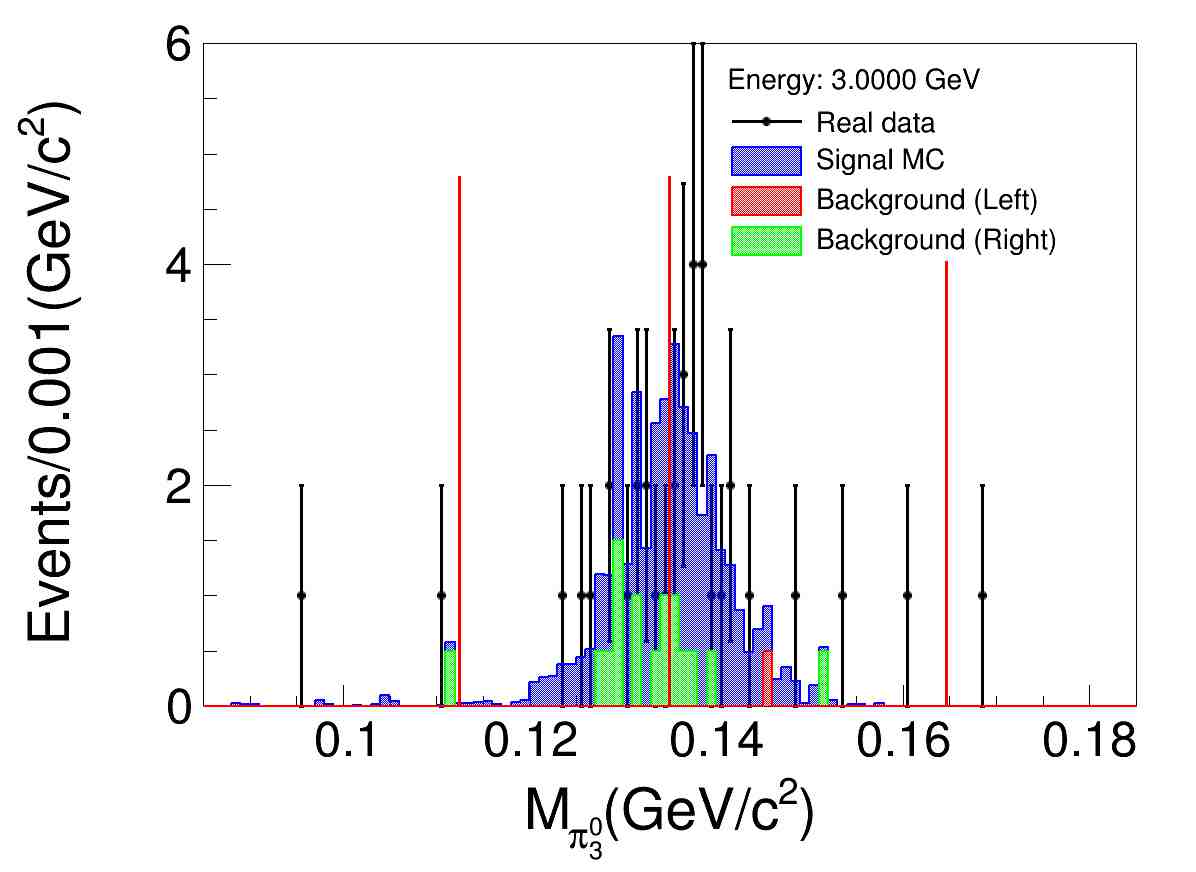 Events/0.001(GeV/c²)
6
4
2
0
Energy: 3.0000 GeV
Real data
Signal MC
Background (Left)
Background (Right)
0.1 0.12 0.14 0.16 0.18
M_{π⁰₃}(GeV/c²)